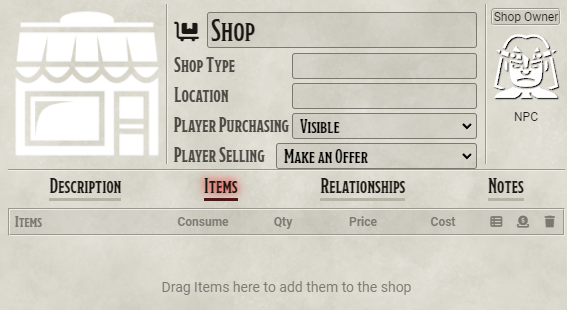 Shop
Shop Owner
Shop Type
Location
NPC
Player Purchasing Visible
Player Selling Make an Offer
Description Items Relationships Notes
Items Consume Qty Price Cost
Drag Items here to add them to the shop